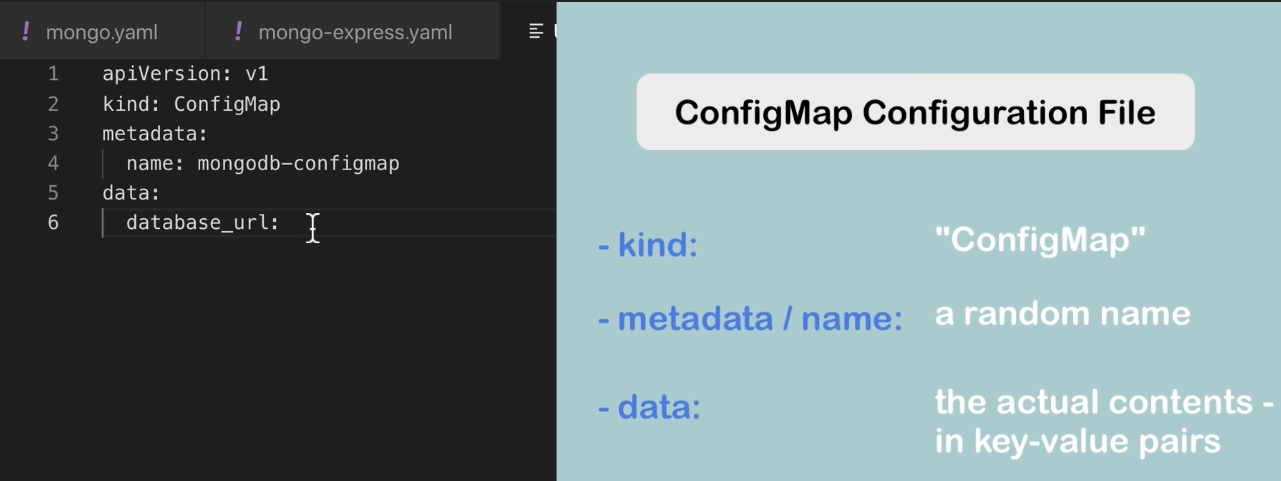 ! mongo.yaml
! mongo-express.yaml
1 apiVersion: v1
2 kind: ConfigMap
3 metadata:
4 name: mongodb-configmap
5 data:
6 database_url:
ConfigMap Configuration File
- kind: "ConfigMap"
- metadata / name: a random name
- data: the actual contents -
in key-value pairs